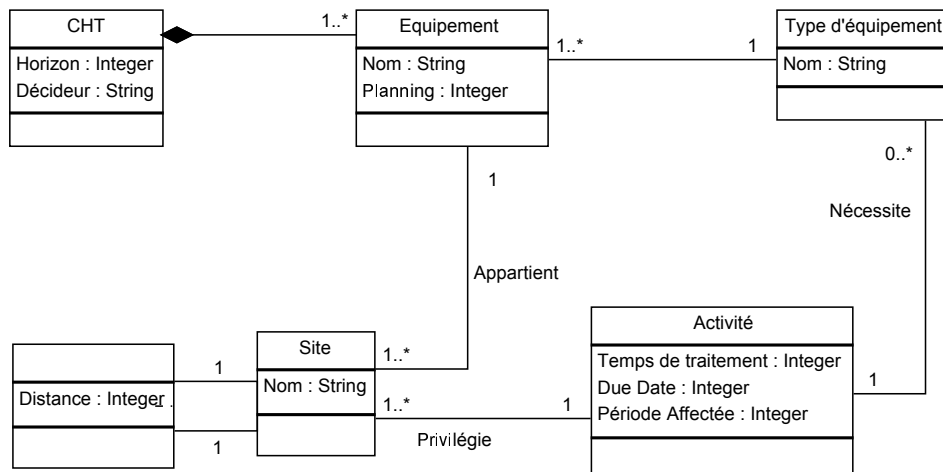 CHT
Horizon : Integer
Décideur : String
1..*
Equipement
Nom : String
Planning : Integer
1..*
1
Type d'équipement
Nom : String
1
0..*
Nécessite
Appartient
Distance : Integer
1
1
Site
Nom : String
1..*
1..*
Privilégie
1
Activité
Temps de traitement : Integer
Due Date : Integer
Période Affectée : Integer
1